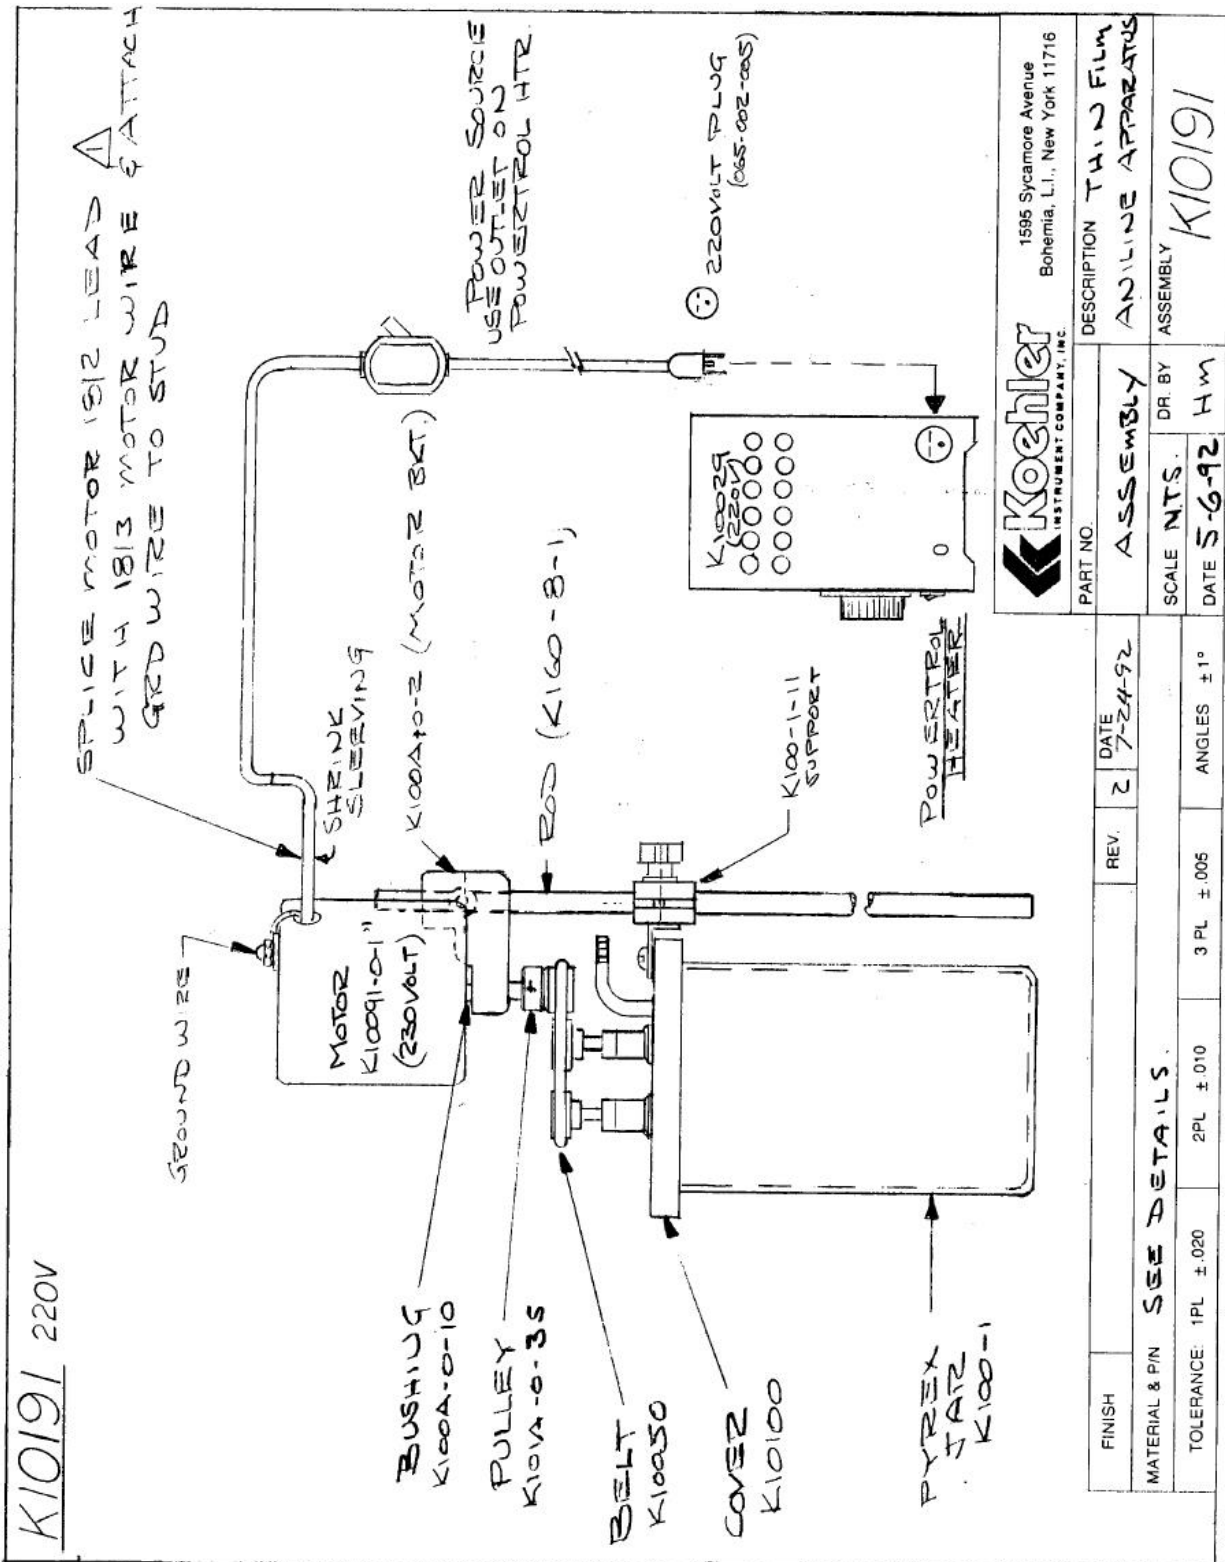 K10191 220V
SPLICE MOTOR 1812 LEAD 1
WITH 1813 MOTOR WIRE & ATTACH
GRD WIRE TO STUD
GROUND WIRE
SHRINK
SLEEVING
MOTOR
K10091-0-1"
(230VOLT)
K100A-0-2 (MOTOR BKT.)
POWER SOURCE
USE OUTLET ON
POWERTROL HTR.
BUSHING
K100A-0-10
PULLEY
K101A-0-35
ROD (K160-8-1)
220VOLT PLUG
(065-002-005)
BELT
K10050
COVER
K10100
K100-1-11
SUPPORT
K10029
(220V)
POWERTROL
HEATER
PYREX
JAR
K100-1
Koehler
INSTRUMENT COMPANY, INC.
1595 Sycamore Avenue
Bohemia, L.I., New York 11716
FINISH
REV. 2
DATE 7-24-92
PART NO.
ASSEMBLY
DESCRIPTION THIN FILM
ANILINE APPARATUS
MATERIAL & P/N SEE DETAILS.
SCALE N.T.S.
DR. BY HM
ASSEMBLY
K10191
TOLERANCE: 1PL ±.020 2PL ±.010 3 PL ±.005 ANGLES ±1°
DATE 5-6-92